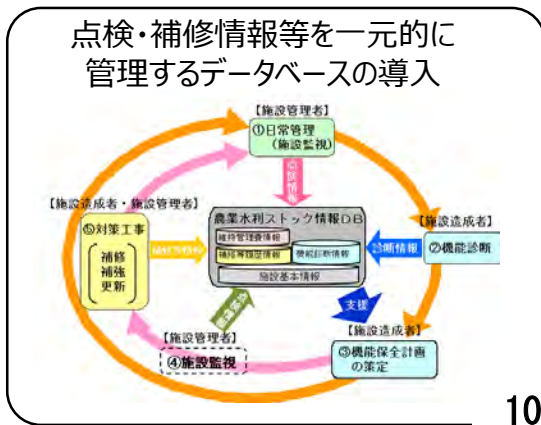 点検・補修情報等を一元的に
管理するデータベースの導入
【施設管理者】
①日常管理
（施設監視）
点検情報
【施設造成者・施設管理者】
⑤対策工事
補修
補強
更新
農業水利ストック情報DB
維持管理費情報
補修等履歴情報
機能診断情報
施設基本情報
【施設造成者】
診断情報
②機能診断
支援
【施設管理者】
④施設監視
【施設造成者】
③機能保全計画
の策定
10